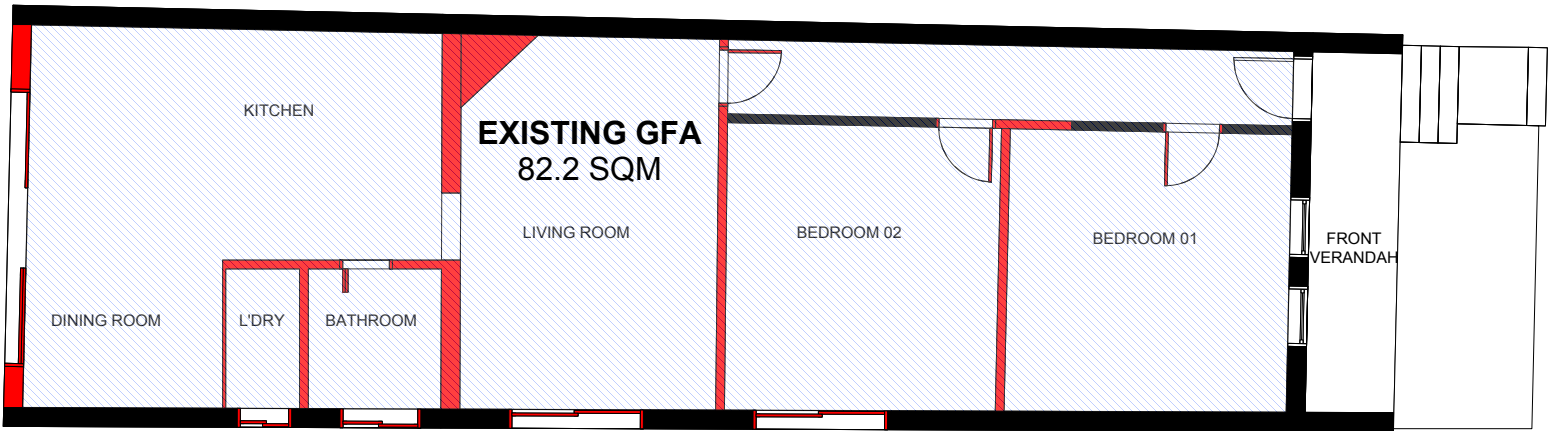 KITCHEN
EXISTING GFA
82.2 SQM
LIVING ROOM
BEDROOM 02
BEDROOM 01
FRONT
VERANDAH
DINING ROOM
L'DRY
BATHROOM